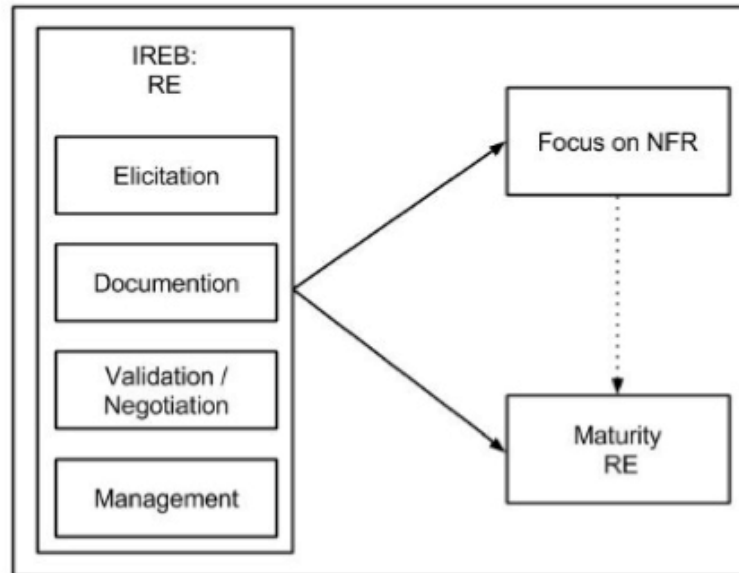 IREB:
RE
Elicitation
Documention
Validation /
Negotiation
Management
Focus on NFR
Maturity
RE